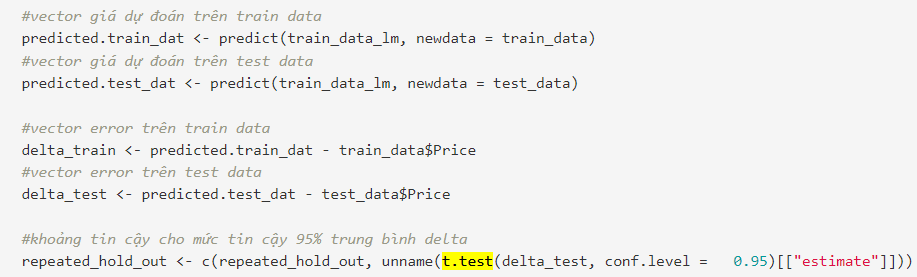 #vector giá dự đoán trên train data
predicted.train_dat <- predict(train_data_lm, newdata = train_data)
#vector giá dự đoán trên test data
predicted.test_dat <- predict(train_data_lm, newdata = test_data)
#vector error trên train data
delta_train <- predicted.train_dat - train_data$Price
#vector error trên test data
delta_test <- predicted.test_dat - test_data$Price
#khoảng tin cậy cho mức tin cậy 95% trung bình delta
repeated_hold_out <- c(repeated_hold_out, unname(t.test(delta_test, conf.level =   0.95)[["estimate"]]))